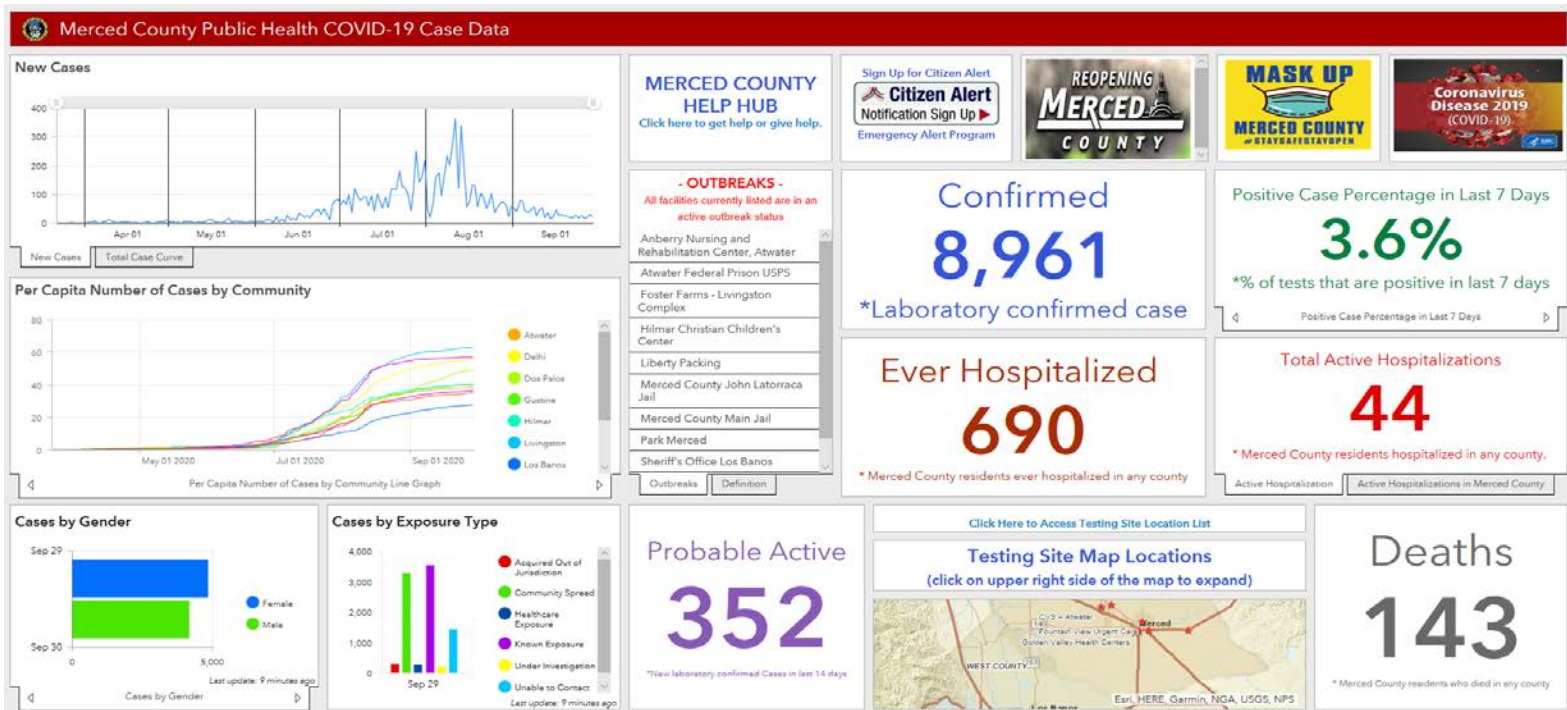 Merced County Public Health COVID-19 Case Data
New Cases
400
300
200
100
0
Apr 01
May 01
Jun 01
Jul 01
Aug 01
Sep 01
New Cases
Total Case Curve
MERCED COUNTY
HELP HUB
Click here to get help or give help.
Sign Up for Citizen Alert
Citizen Alert
Notification Sign Up
Emergency Alert Program
REOPENING
MERCED
COUNTY
MASK UP
MERCED COUNTY
#STAYSAFESTAYOPEN
Coronavirus
Disease 2019
(COVID-19)
- OUTBREAKS -
All facilities currently listed are in an
active outbreak status
Anberry Nursing and
Rehabilitation Center, Atwater
Atwater Federal Prison USPS
Foster Farms - Livingston
Complex
Hilmar Christian Children's
Center
Liberty Packing
Merced County John Latorraca
Jail
Merced County Main Jail
Park Merced
Sheriff's Office Los Banos
Outbreaks
Definition
Confirmed
8,961
*Laboratory confirmed case
Positive Case Percentage in Last 7 Days
3.6%
*% of tests that are positive in last 7 days
Positive Case Percentage in Last 7 Days
Per Capita Number of Cases by Community
80
60
40
20
0
May 01 2020
Jul 01 2020
Sep 01 2020
Atwater
Delhi
Dos Palos
Gustine
Hilmar
Livingston
Los Banos
Per Capita Number of Cases by Community Line Graph
Ever Hospitalized
690
* Merced County residents ever hospitalized in any county
Total Active Hospitalizations
44
* Merced County residents hospitalized in any county.
Active Hospitalization
Active Hospitalizations in Merced County
Cases by Gender
Sep 29
Sep 30
0
5,000
Female
Male
Last update: 9 minutes ago
Cases by Gender
Cases by Exposure Type
4,000
3,000
2,000
1,000
0
Sep 29
Acquired Out of
Jurisdiction
Community Spread
Healthcare
Exposure
Known Exposure
Under Investigation
Unable to Contact
Last update: 9 minutes ago
Probable Active
352
*New laboratory confirmed Cases in last 14 days
Click Here to Access Testing Site Location List
Testing Site Map Locations
(click on upper right side of the map to expand)
CVS - Atwater
Merced
Fountain View Urgent Care
Golden Valley Health Centers
WEST COUNTY
Los Banos
Esri, HERE, Garmin, NGA, USGS, NPS
Deaths
143
* Merced County residents who died in any county